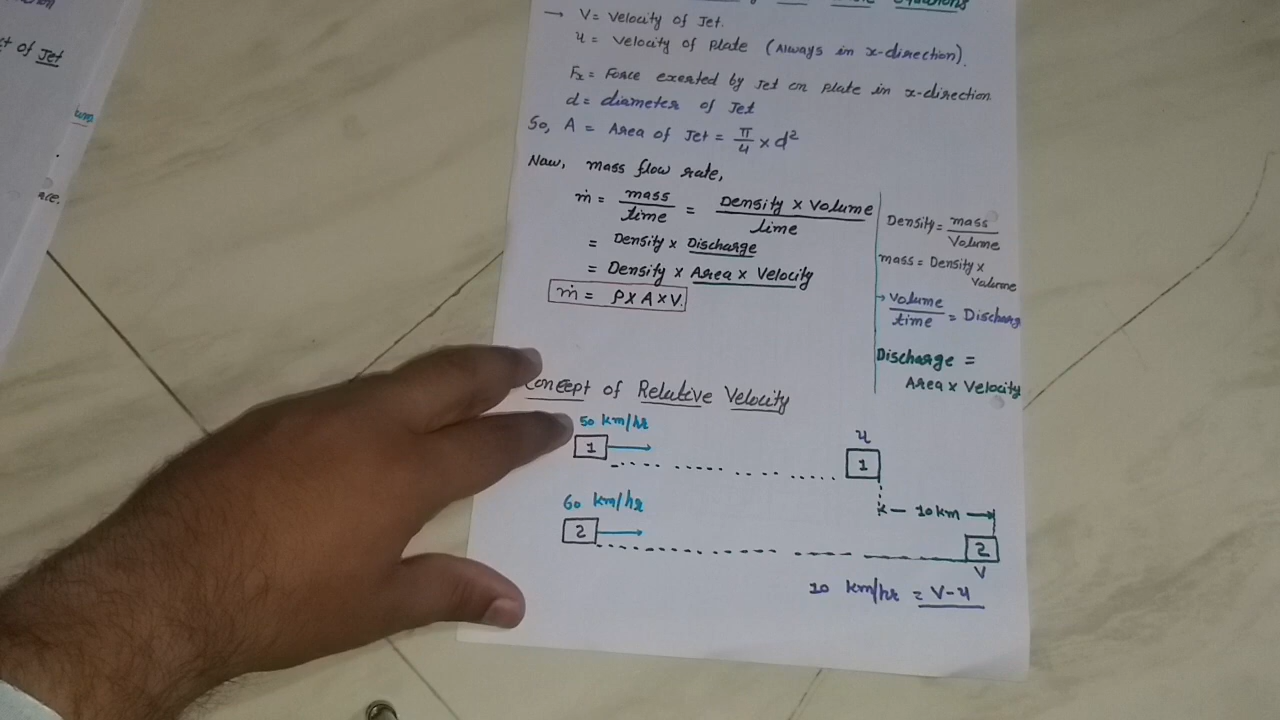 Equations
ct of Jet
→ V = Velocity of Jet.
u = Velocity of Plate (Always in x-direction).
Fx = Force exerted by Jet on Plate in x-direction
d = diameter of Jet
So, A = Area of Jet = π/4 × d²
Now, mass flow rate,
ṁ = mass/time = Density × Volume/time
= Density × Discharge
= Density × Area × Velocity
ṁ = ρ × A × V.
Density = mass/Volume
mass = Density ×
Volume
→ Volume/time = Discharg
Discharge =
Area × Velocity
Concept of Relative Velocity
50 km/hr
1
u
1
60 km/hr
2
10 km
2
V
10 km/hr = V-u